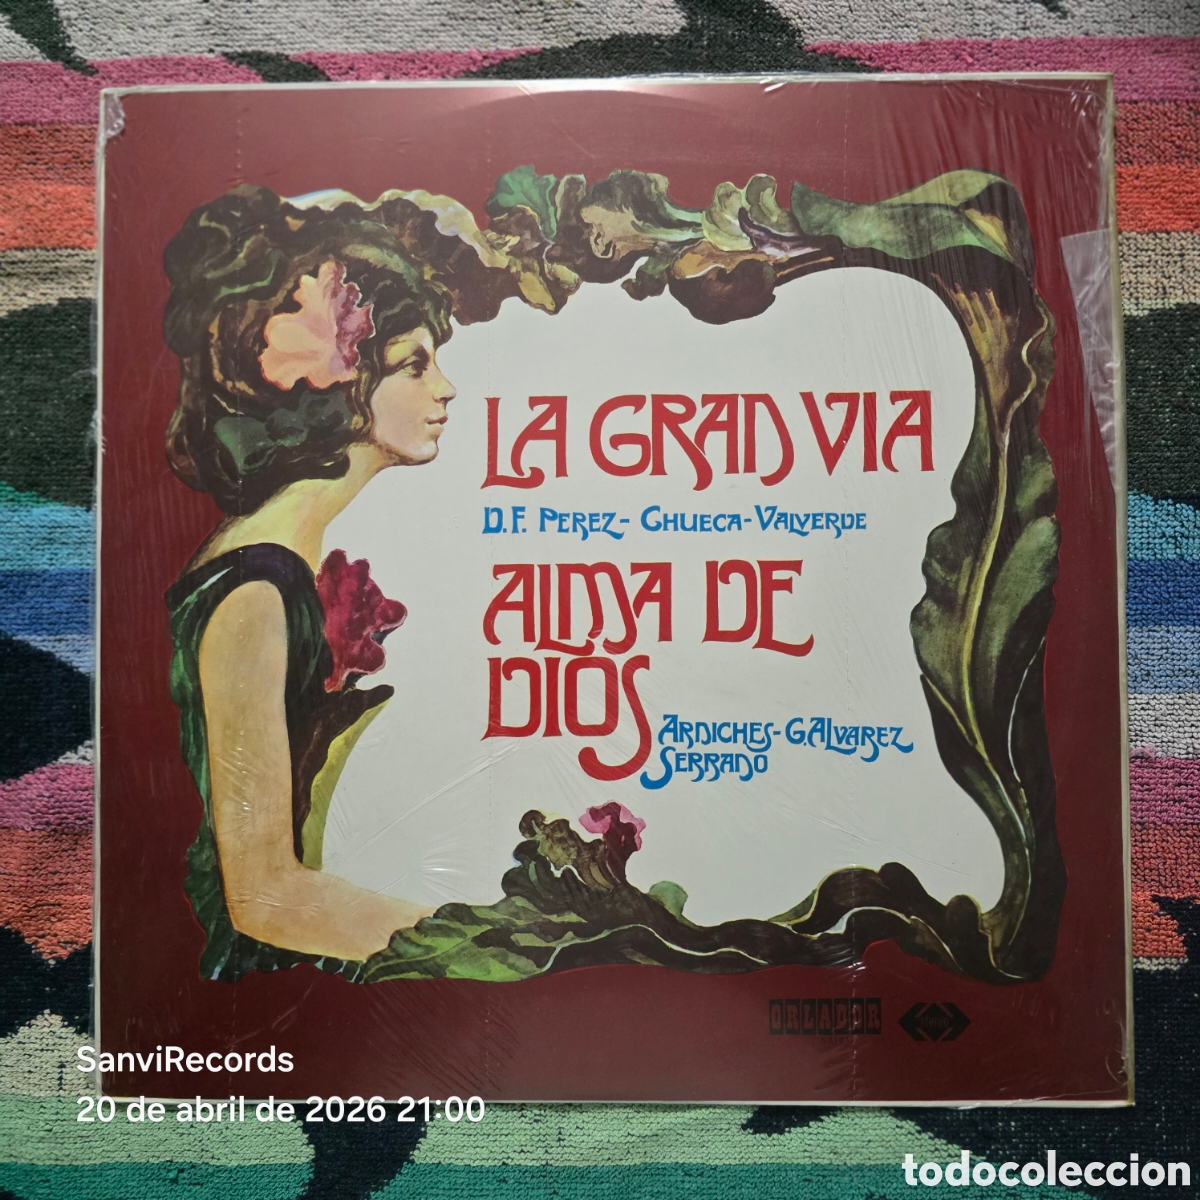 LA GRAN VIA
D.F. PEREZ- CHUECA-VALVERDE
ALMA DE
DIOS
ARNICHES-G.ALVAREZ
SERRANO
ORLADOR
SanviRecords
20 de abril de 2026 21:00
todocoleccion